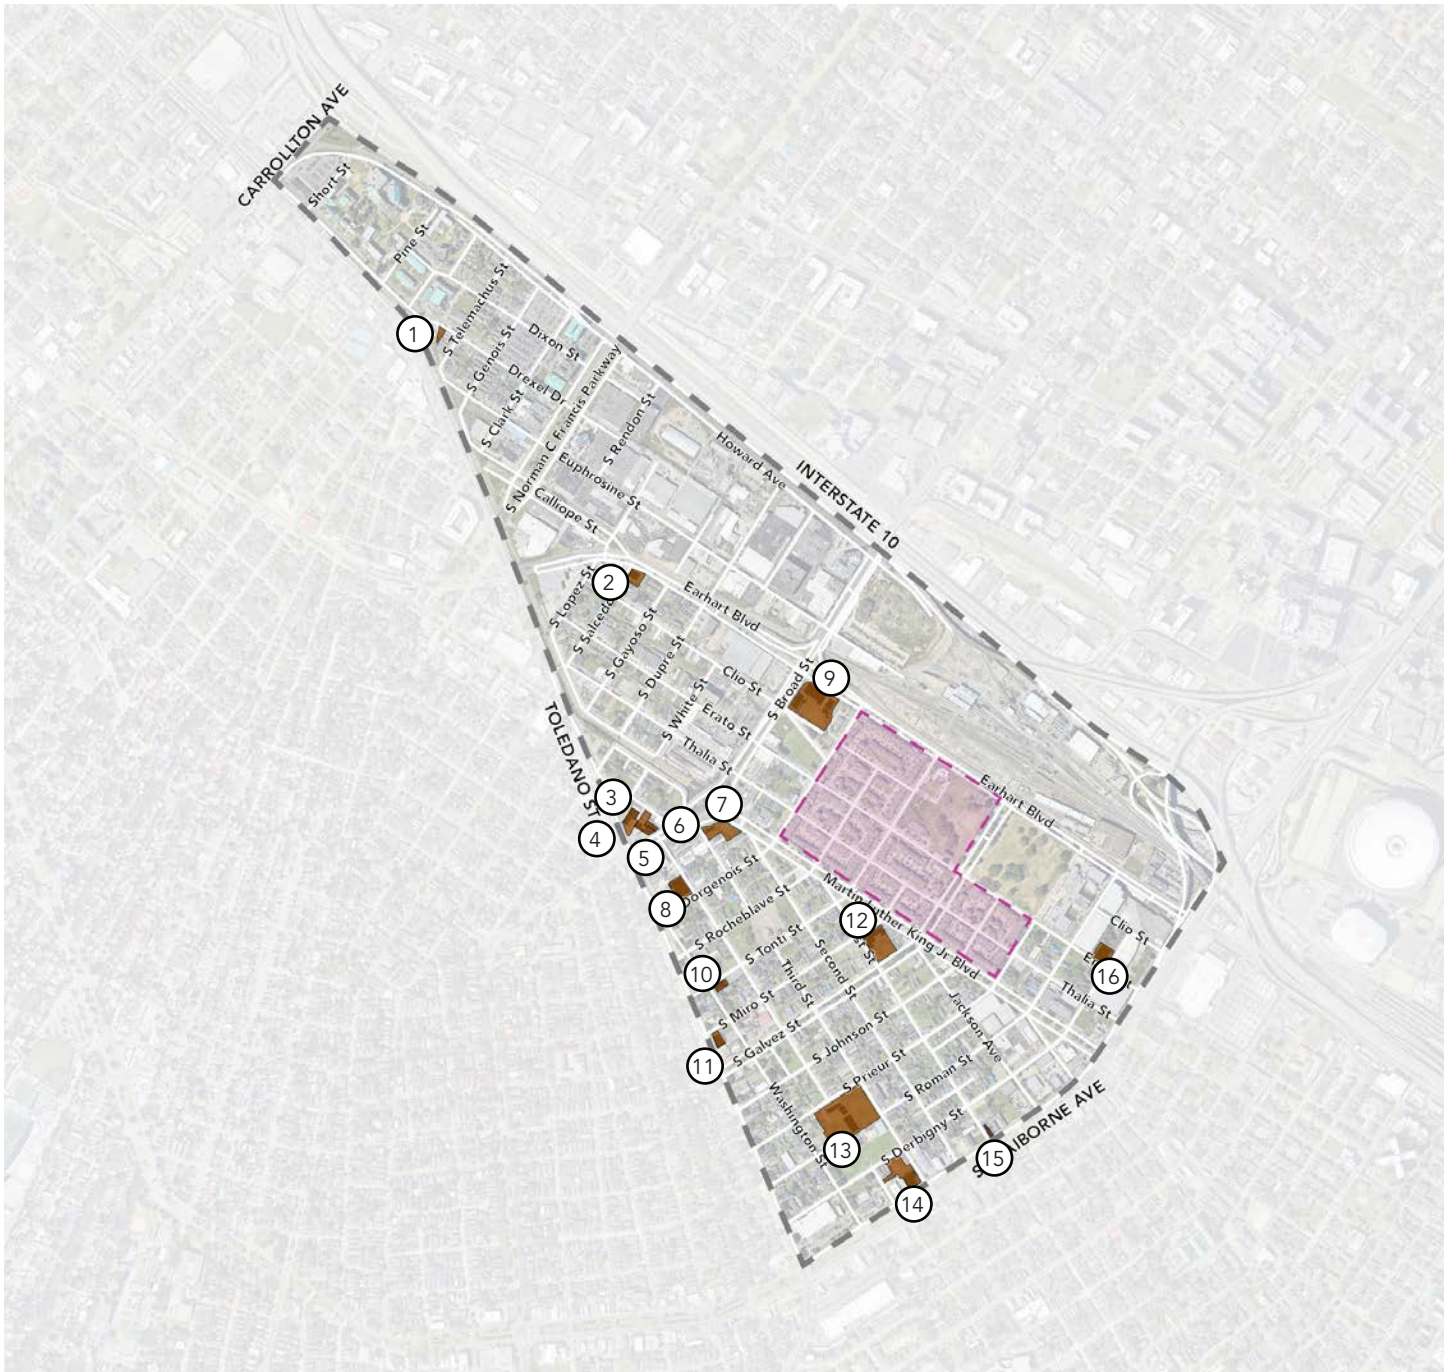 CARROLLTON AVE
Short St
Pine St
1
S Telemachus St
S Genois St
Dixon St
Drexel Dr
S Clark St
S Norman C Francis Parkway
S Rendon St
Howard Ave
INTERSTATE 10
Euphrosine St
Calliope St
2
S Lopez St
S Salcedo
Earhart Blvd
S Gayoso St
S Dupre St
Clio St
S White St
Erato St
S Broad St
9
Thalia St
TOLEDANO ST
3
4
5
6
7
Earhart Blvd
8
Dorgenois St
S Rocheblave St
Martin Luther King Jr Blvd
12
S Tonti St
Second St
Third St
10
S Miro St
Clio St
16
Thalia St
S Galvez St
11
S Johnson St
Jackson Ave
S Prieur St
S Roman St
Washington St
13
S Derbigny St
15
AIBORNE AVE
14